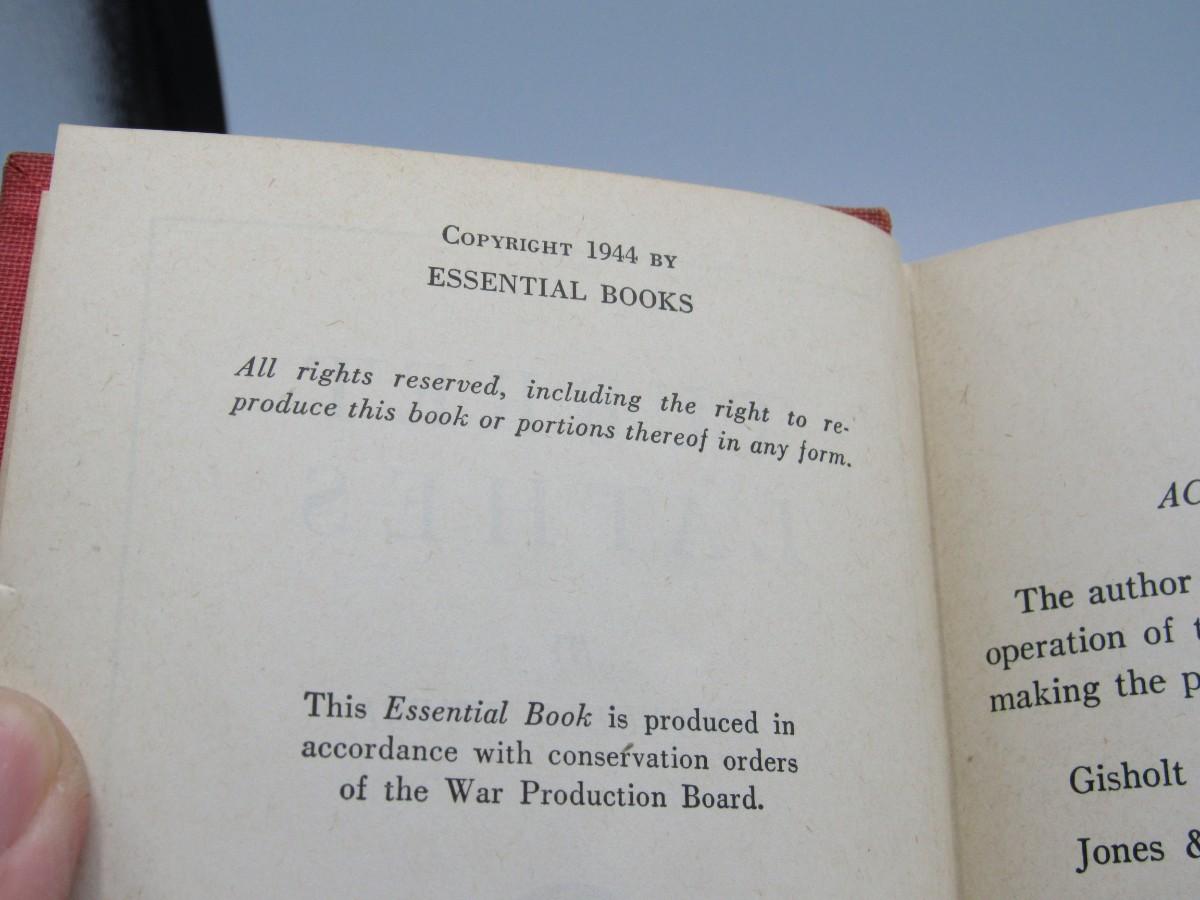 COPYRIGHT 1944 BY
ESSENTIAL BOOKS
All rights reserved, including the right to re-
produce this book or portions thereof in any form.
LATHES
This Essential Book is produced in
accordance with conservation orders
of the War Production Board.
AC
The author
operation of t
making the p
Gisholt
Jones &